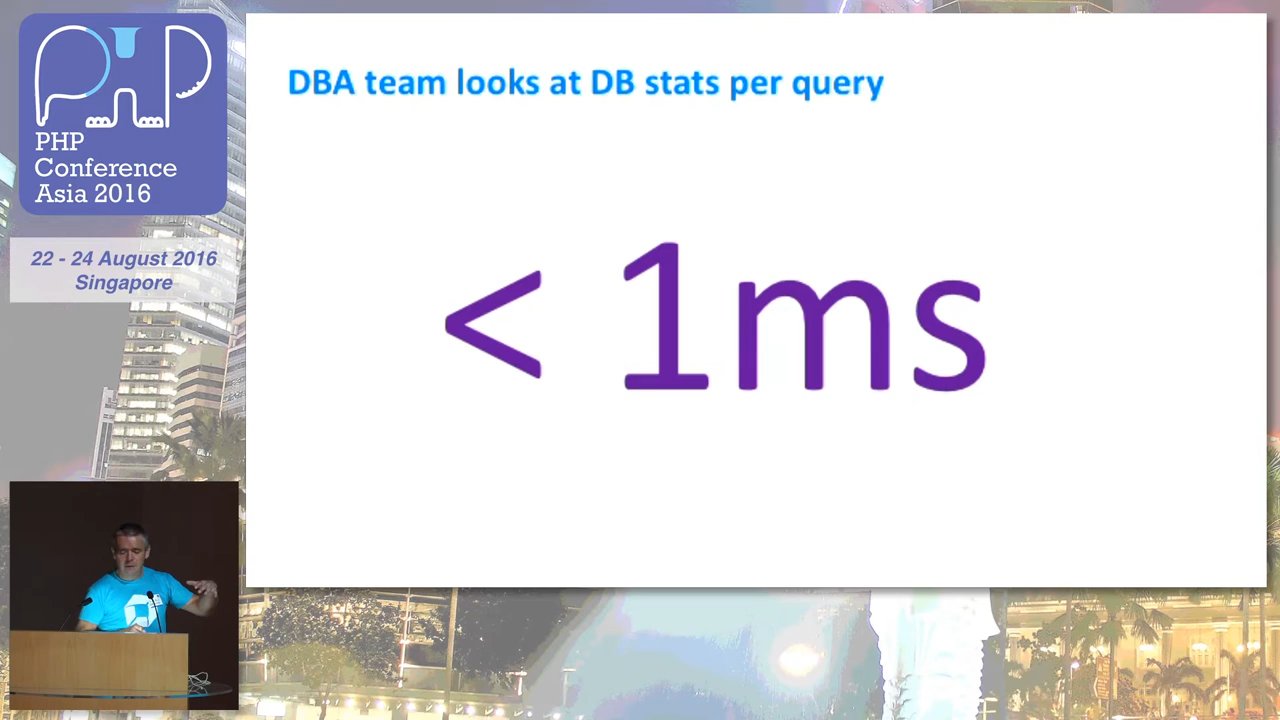 PHP
Conference
Asia 2016
22 - 24 August 2016
Singapore
DBA team looks at DB stats per query
< 1ms